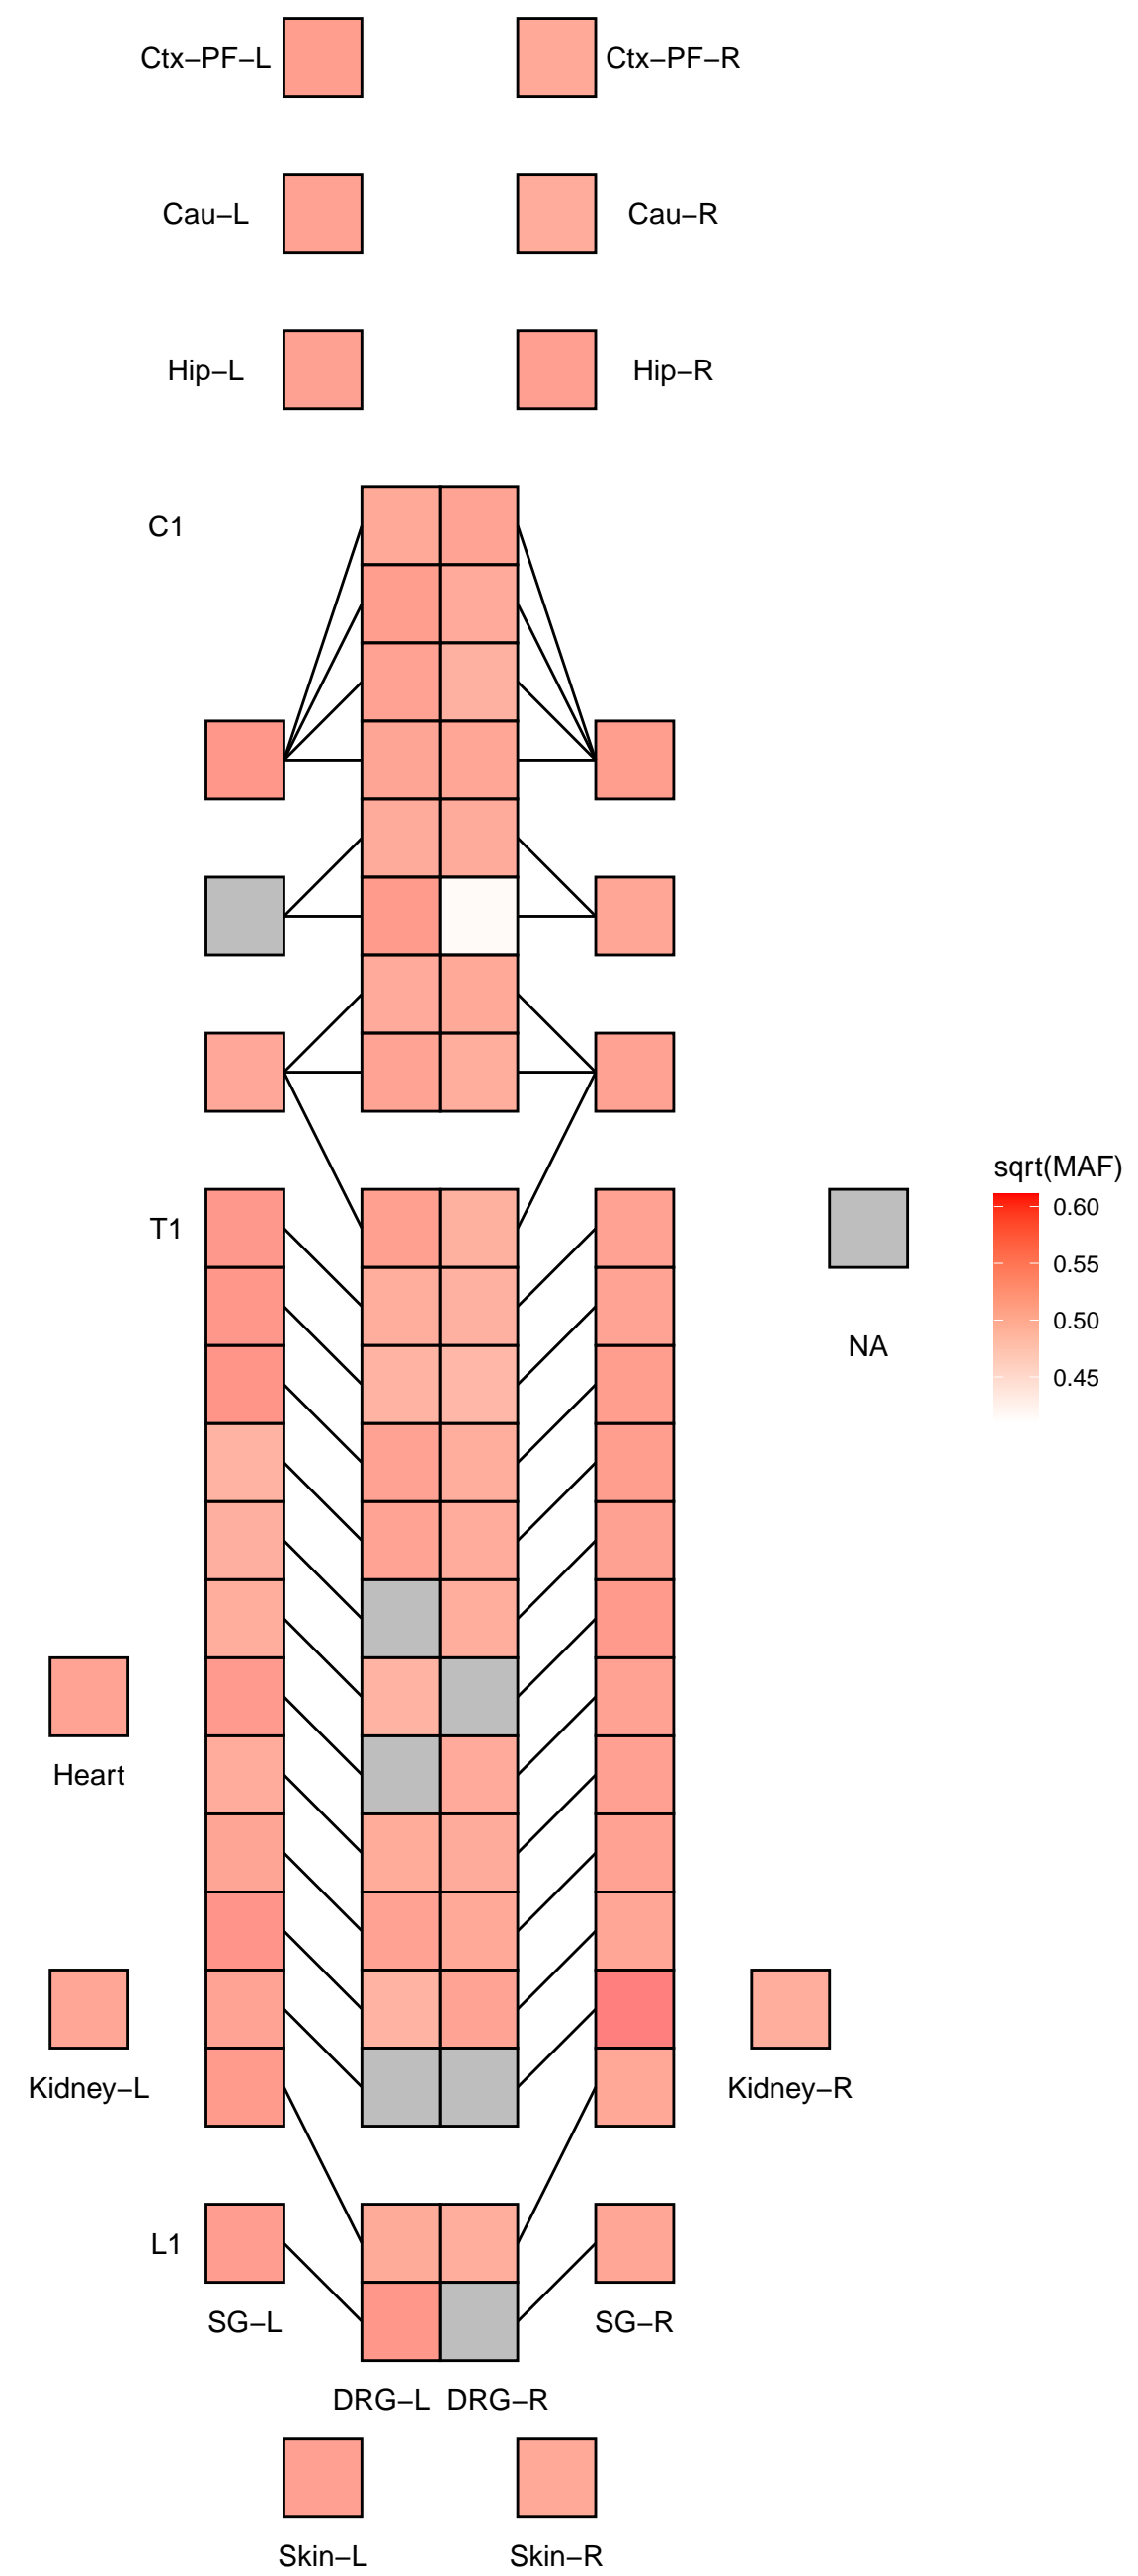 Ctx−PF−L
Ctx−PF−R
Cau−L
Cau−R
Hip−L
Hip−R
C1
T1
sqrt(MAF)
0.60
0.55
0.50
0.45
NA
Heart
Kidney−L
Kidney−R
L1
SG−L
SG−R
DRG−L
DRG−R
Skin−L
Skin−R